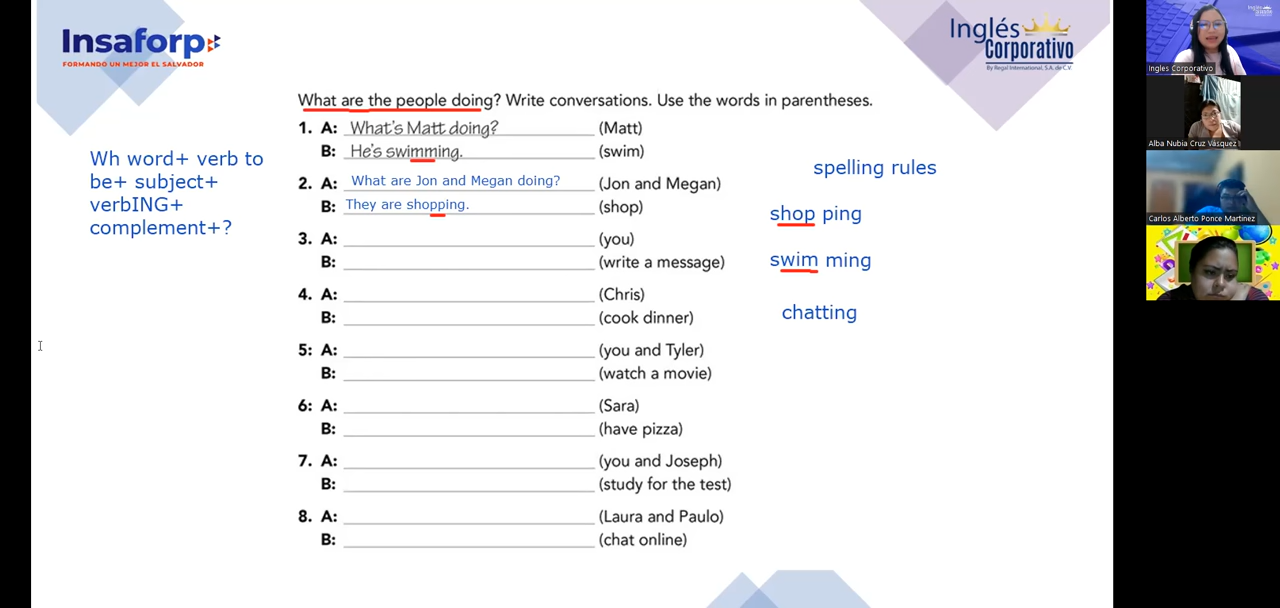 Insaforp
FORMANDO UN MEJOR EL SALVADOR
Inglés
Corporativo
By Regal International, S.A. de C.V.
What are the people doing? Write conversations. Use the words in parentheses.
1. A: What's Matt doing? (Matt)
B: He's swimming. (swim)
2. A: What are Jon and Megan doing? (Jon and Megan)
B: They are shopping. (shop)
3. A: (you)
B: (write a message)
4. A: (Chris)
B: (cook dinner)
5: A: (you and Tyler)
B: (watch a movie)
6: A: (Sara)
B: (have pizza)
7. A: (you and Joseph)
B: (study for the test)
8. A: (Laura and Paulo)
B: (chat online)
Wh word+ verb to
be+ subject+
verbING+
complement+?
spelling rules
shop ping
swim ming
chatting
Ingles Corporativo
Alba Nubia Cruz Vásquez
Carlos Alberto Ponce Martinez